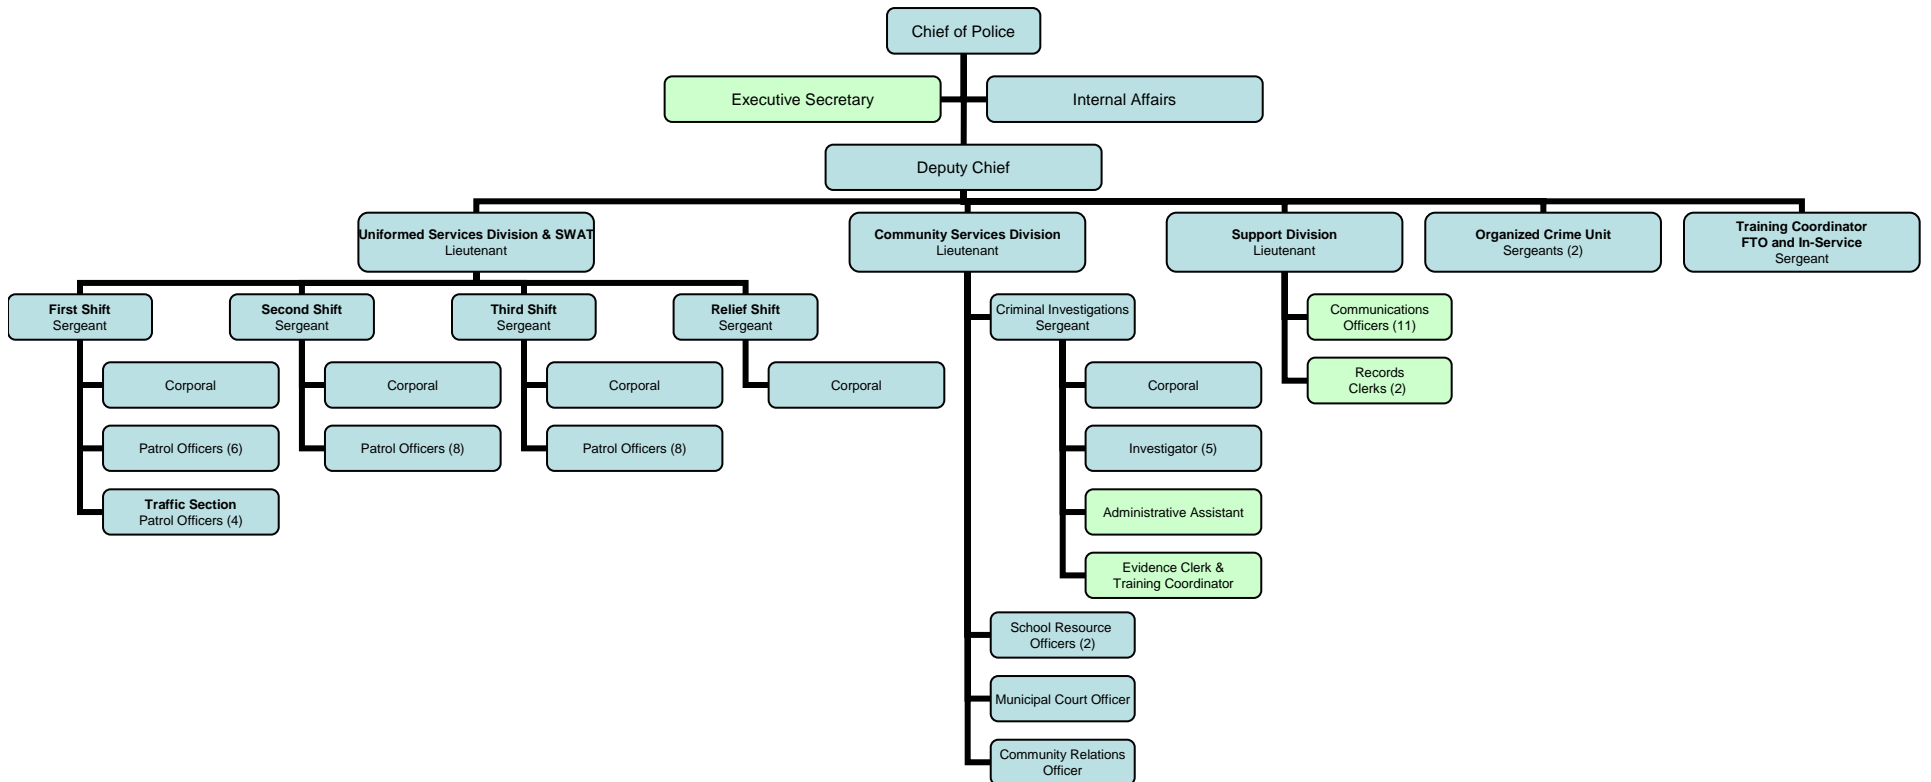 Chief of Police
Executive Secretary
Internal Affairs
Deputy Chief
Uniformed Services Division & SWAT
Lieutenant
Community Services Division
Lieutenant
Support Division
Lieutenant
Organized Crime Unit
Sergeants (2)
Training Coordinator
FTO and In-Service
Sergeant
First Shift
Sergeant
Second Shift
Sergeant
Third Shift
Sergeant
Relief Shift
Sergeant
Criminal Investigations
Sergeant
Communications
Officers (11)
Corporal
Corporal
Corporal
Corporal
Corporal
Records
Clerks (2)
Patrol Officers (6)
Patrol Officers (8)
Patrol Officers (8)
Investigator (5)
Traffic Section
Patrol Officers (4)
Administrative Assistant
Evidence Clerk &
Training Coordinator
School Resource
Officers (2)
Municipal Court Officer
Community Relations
Officer